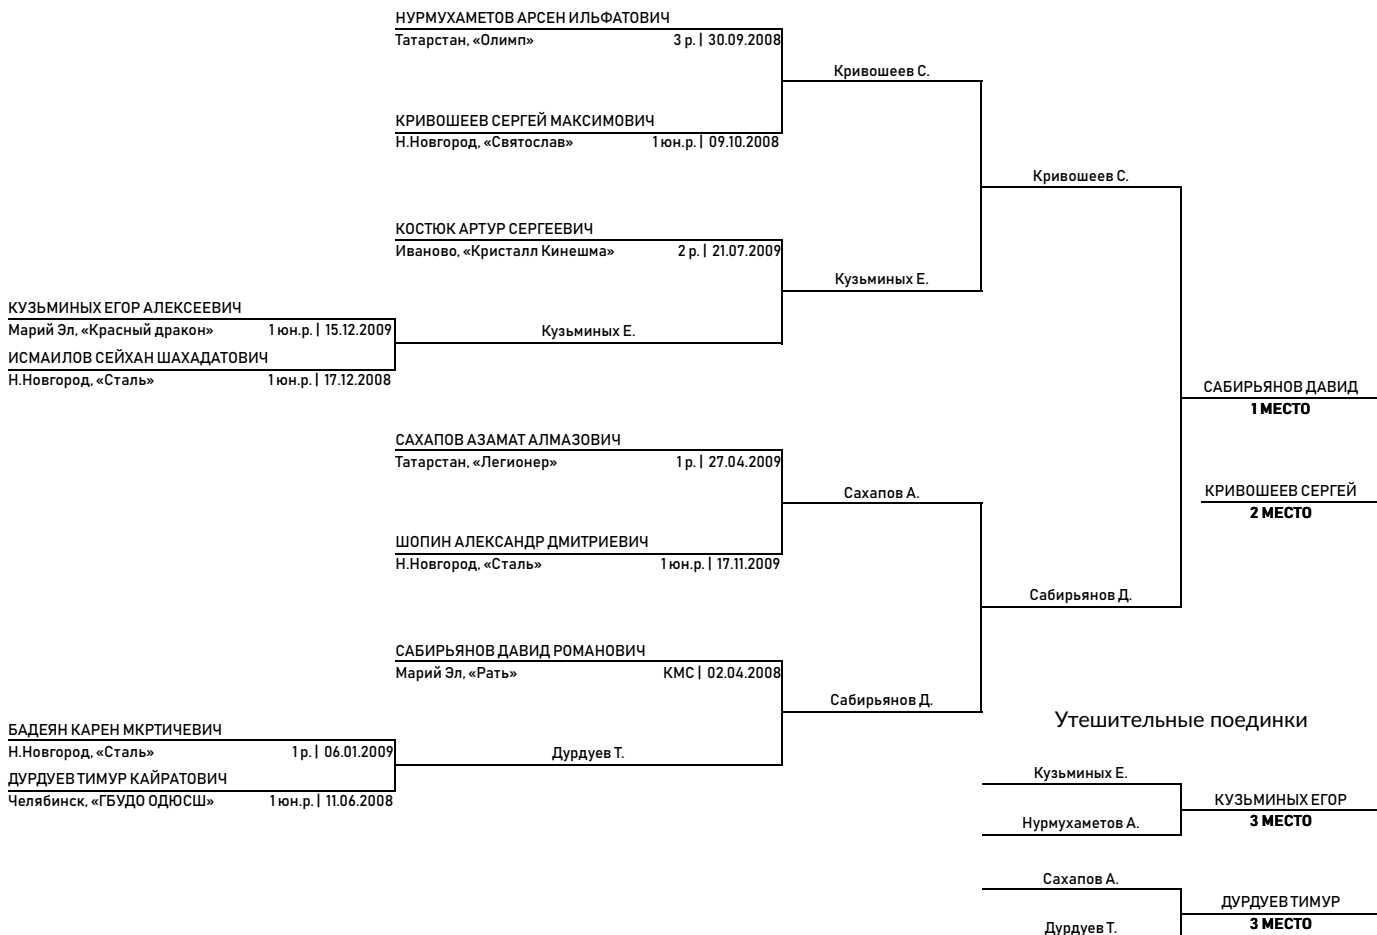 НУРМУХАМЕТОВ АРСЕН ИЛЬФАТОВИЧ
Татарстан, «Олимп» 3 р. | 30.09.2008
Кривошеев С.
КРИВОШЕЕВ СЕРГЕЙ МАКСИМОВИЧ
Н.Новгород, «Святослав» 1 юн.р. | 09.10.2008
Кривошеев С.
КОСТЮК АРТУР СЕРГЕЕВИЧ
Иваново, «Кристалл Кинешма» 2 р. | 21.07.2009
Кузьминых Е.
КУЗЬМИНЫХ ЕГОР АЛЕКСЕЕВИЧ
Марий Эл, «Красный дракон» 1 юн.р. | 15.12.2009
Кузьминых Е.
ИСМАИЛОВ СЕЙХАН ШАХАДАТОВИЧ
Н.Новгород, «Сталь» 1 юн.р. | 17.12.2008
САБИРЬЯНОВ ДАВИД
1 МЕСТО
САХАПОВ АЗАМАТ АЛМАЗОВИЧ
Татарстан, «Легионер» 1 р. | 27.04.2009
Сахапов А.
КРИВОШЕЕВ СЕРГЕЙ
2 МЕСТО
ШОПИН АЛЕКСАНДР ДМИТРИЕВИЧ
Н.Новгород, «Сталь» 1 юн.р. | 17.11.2009
Сабирьянов Д.
САБИРЬЯНОВ ДАВИД РОМАНОВИЧ
Марий Эл, «Рать» КМС | 02.04.2008
Сабирьянов Д.
БАДЕЯН КАРЕН МКРТИЧЕВИЧ
Н.Новгород, «Сталь» 1 р. | 06.01.2009
Дурдуев Т.
ДУРДУЕВ ТИМУР КАЙРАТОВИЧ
Челябинск, «ГБУДО ОДЮСШ» 1 юн.р. | 11.06.2008
Утешительные поединки
Кузьминых Е.
КУЗЬМИНЫХ ЕГОР
3 МЕСТО
Нурмухаметов А.
Сахапов А.
ДУРДУЕВ ТИМУР
3 МЕСТО
Дурдуев Т.